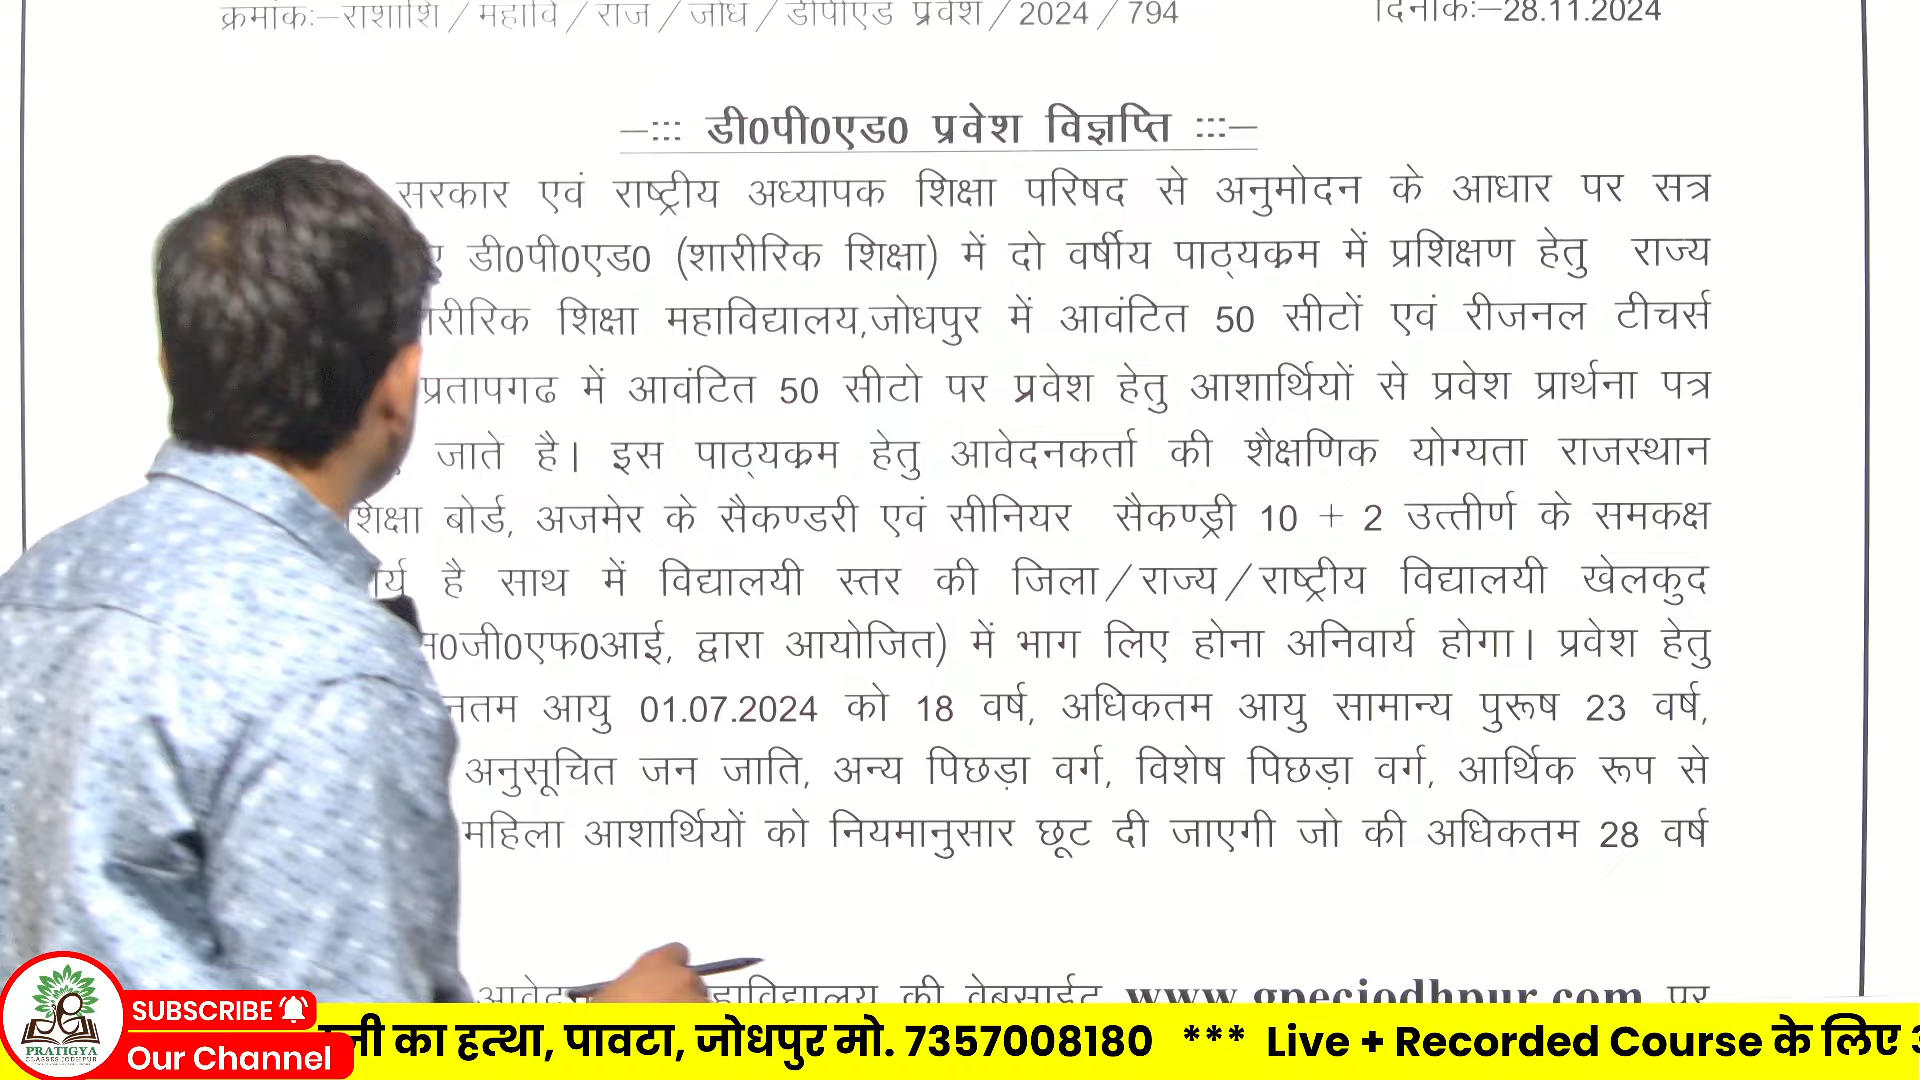 क्रमांकः–राशाशि/महावि/राज/जोध/डीपीएड प्रवेश/2024/794 दिनांकः–28.11.2024
–::: डी0पी0एड0 प्रवेश विज्ञप्ति :::–
सरकार एवं राष्ट्रीय अध्यापक शिक्षा परिषद से अनुमोदन के आधार पर सत्र
डी0पी0एड0 (शारीरिक शिक्षा) में दो वर्षीय पाठ्यक्रम में प्रशिक्षण हेतु राज्य
शिक्षा महाविद्यालय,जोधपुर में आवंटित 50 सीटों एवं रीजनल टीचर्स
प्रतापगढ में आवंटित 50 सीटो पर प्रवेश हेतु आशार्थियों से प्रवेश प्रार्थना पत्र
जाते है। इस पाठ्यक्रम हेतु आवेदनकर्ता की शैक्षणिक योग्यता राजस्थान
शिक्षा बोर्ड, अजमेर के सैकण्डरी एवं सीनियर सैकण्ड्री 10 + 2 उत्तीर्ण के समकक्ष
है साथ में विद्यालयी स्तर की जिला/राज्य/राष्ट्रीय विद्यालयी खेलकुद
0जी0एफ0आई, द्वारा आयोजित) में भाग लिए होना अनिवार्य होगा। प्रवेश हेतु
आयु 01.07.2024 को 18 वर्ष, अधिकतम आयु सामान्य पुरूष 23 वर्ष,
अनुसूचित जन जाति, अन्य पिछड़ा वर्ग, विशेष पिछड़ा वर्ग, आर्थिक रूप से
महिला आशार्थियों को नियमानुसार छूट दी जाएगी जो की अधिकतम 28 वर्ष
की वेबसाईट www.gpecjodhpur.com पर
PRATIGYA
CLASSES JODHPUR
SUBSCRIBE
Our Channel
का हत्था, पावटा, जोधपुर मो. 7357008180 *** Live + Recorded Course के लिए